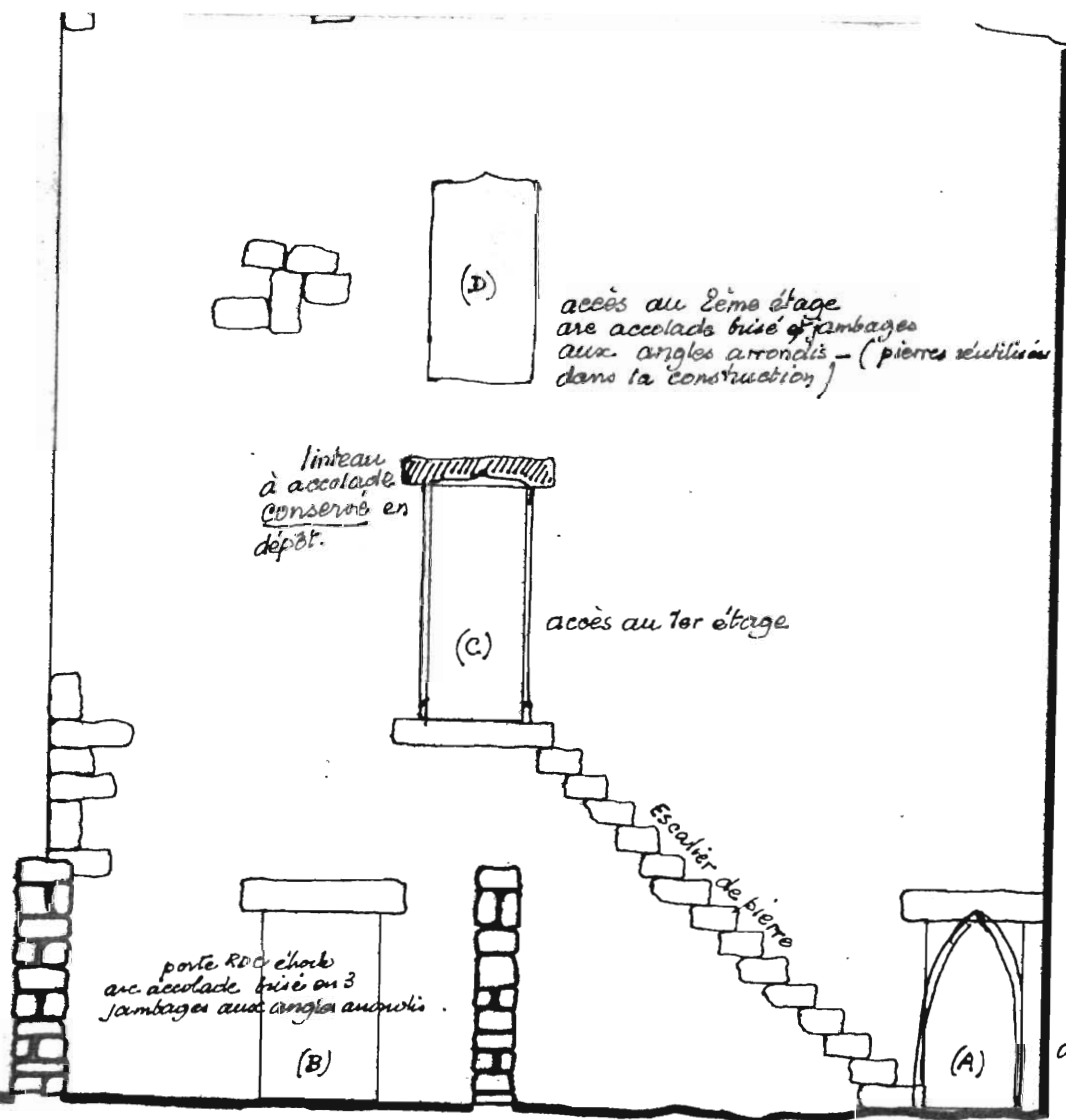 (D)
accès au 2ème étage
arc accolade brisé et jambages
aux angles arrondis - (pierres réutilisées
dans la construction)
linteau
à accolade
conservé en
dépôt.
(C)
accès au 1er étage
Escalier de pierre
porte RDC
arc accolade brisé en 3
jambages aux angles arrondis.
(B)
(A)